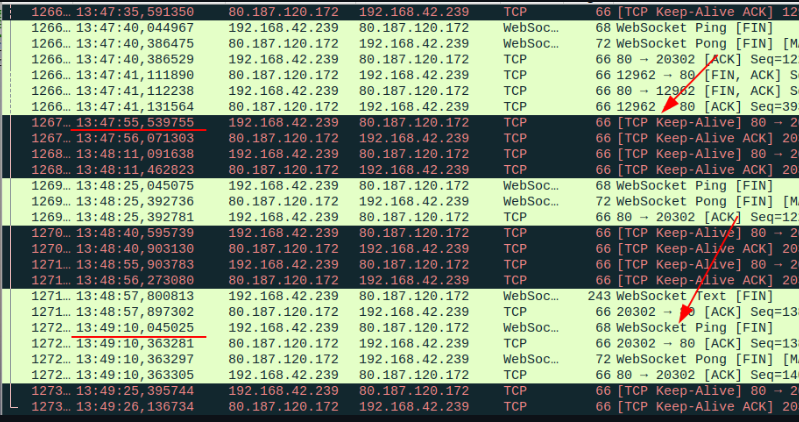 1266… 13:47:35,591350 80.187.120.172 192.168.42.239 TCP 66 [TCP Keep-Alive ACK] 12
1266… 13:47:40,044967 192.168.42.239 80.187.120.172 WebSoc… 68 WebSocket Ping [FIN]
1266… 13:47:40,386475 80.187.120.172 192.168.42.239 WebSoc… 72 WebSocket Pong [FIN] [MA
1266… 13:47:40,386529 192.168.42.239 80.187.120.172 TCP 66 80 → 20302 [ACK] Seq=12
1266… 13:47:41,111890 80.187.120.172 192.168.42.239 TCP 66 12962 → 80 [FIN, ACK] S
1266… 13:47:41,112238 192.168.42.239 80.187.120.172 TCP 66 80 → 12962 [FIN, ACK] S
1266… 13:47:41,131564 80.187.120.172 192.168.42.239 TCP 66 12962 → 80 [ACK] Seq=39
1267… 13:47:55,539755 192.168.42.239 80.187.120.172 TCP 66 [TCP Keep-Alive] 80 → 2
1267… 13:47:56,071303 80.187.120.172 192.168.42.239 TCP 66 [TCP Keep-Alive ACK] 20
1268… 13:48:11,091638 192.168.42.239 80.187.120.172 TCP 66 [TCP Keep-Alive] 80 → 2
1268… 13:48:11,462823 80.187.120.172 192.168.42.239 TCP 66 [TCP Keep-Alive ACK] 20
1269… 13:48:25,045075 192.168.42.239 80.187.120.172 WebSoc… 68 WebSocket Ping [FIN]
1269… 13:48:25,392736 80.187.120.172 192.168.42.239 WebSoc… 72 WebSocket Pong [FIN] [MA
1269… 13:48:25,392781 192.168.42.239 80.187.120.172 TCP 66 80 → 20302 [ACK] Seq=12
1270… 13:48:40,595739 192.168.42.239 80.187.120.172 TCP 66 [TCP Keep-Alive] 80 → 2
1270… 13:48:40,903130 80.187.120.172 192.168.42.239 TCP 66 [TCP Keep-Alive ACK] 20
1271… 13:48:55,903783 192.168.42.239 80.187.120.172 TCP 66 [TCP Keep-Alive] 80 → 2
1271… 13:48:56,273080 80.187.120.172 192.168.42.239 TCP 66 [TCP Keep-Alive ACK] 20
1271… 13:48:57,800813 192.168.42.239 80.187.120.172 WebSoc… 243 WebSocket Text [FIN]
1271… 13:48:57,897302 80.187.120.172 192.168.42.239 TCP 66 20302 → 80 [ACK] Seq=13
1272… 13:49:10,045025 192.168.42.239 80.187.120.172 WebSoc… 68 WebSocket Ping [FIN]
1272… 13:49:10,363281 80.187.120.172 192.168.42.239 TCP 66 20302 → 80 [ACK] Seq=13
1272… 13:49:10,363297 80.187.120.172 192.168.42.239 WebSoc… 72 WebSocket Pong [FIN] [MA
1272… 13:49:10,363305 192.168.42.239 80.187.120.172 TCP 66 80 → 20302 [ACK] Seq=14
1273… 13:49:25,395744 192.168.42.239 80.187.120.172 TCP 66 [TCP Keep-Alive] 80 → 2
1273… 13:49:26,136734 80.187.120.172 192.168.42.239 TCP 66 [TCP Keep-Alive ACK] 20